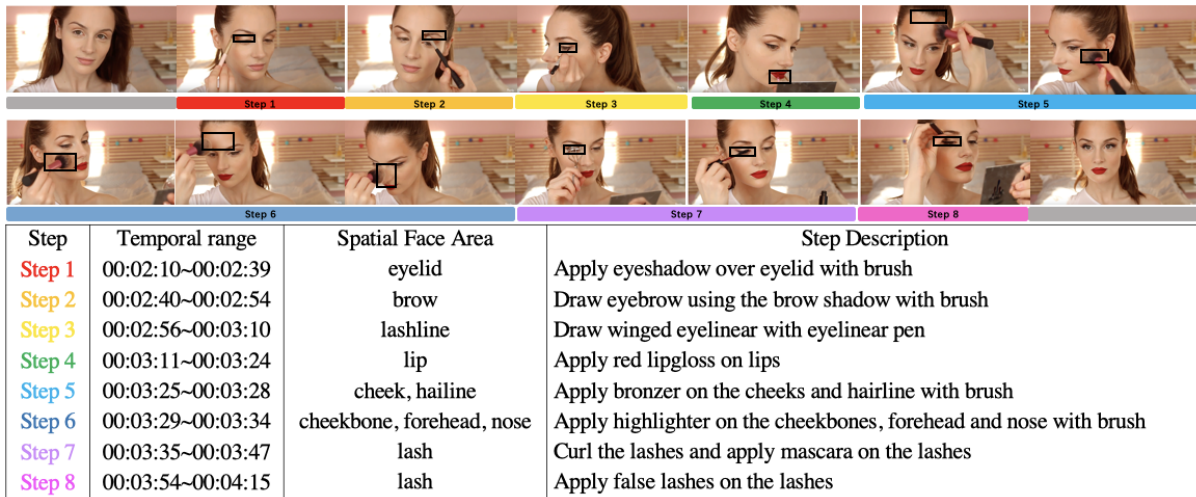 Step 1 Step 2 Step 3 Step 4 Step 5
Step 6 Step 7 Step 8
Step Temporal range Spatial Face Area Step Description
Step 1 00:02:10~00:02:39 eyelid Apply eyeshadow over eyelid with brush
Step 2 00:02:40~00:02:54 brow Draw eyebrow using the brow shadow with brush
Step 3 00:02:56~00:03:10 lashline Draw winged eyelinear with eyelinear pen
Step 4 00:03:11~00:03:24 lip Apply red lipgloss on lips
Step 5 00:03:25~00:03:28 cheek, hailine Apply bronzer on the cheeks and hairline with brush
Step 6 00:03:29~00:03:34 cheekbone, forehead, nose Apply highlighter on the cheekbones, forehead and nose with brush
Step 7 00:03:35~00:03:47 lash Curl the lashes and apply mascara on the lashes
Step 8 00:03:54~00:04:15 lash Apply false lashes on the lashes